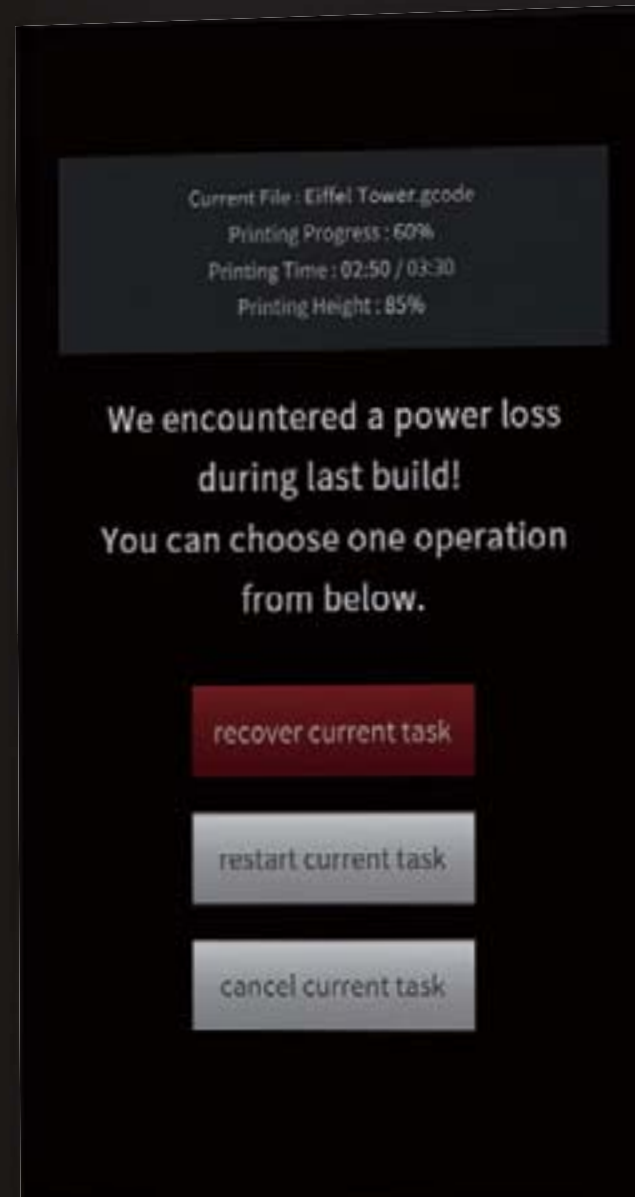 Current File : Eiffel Tower.gcode
Printing Progress : 60%
Printing Time : 02:50 / 03:30
Printing Height : 85%
We encountered a power loss
during last build!
You can choose one operation
from below.
recover current task
restart current task
cancel current task